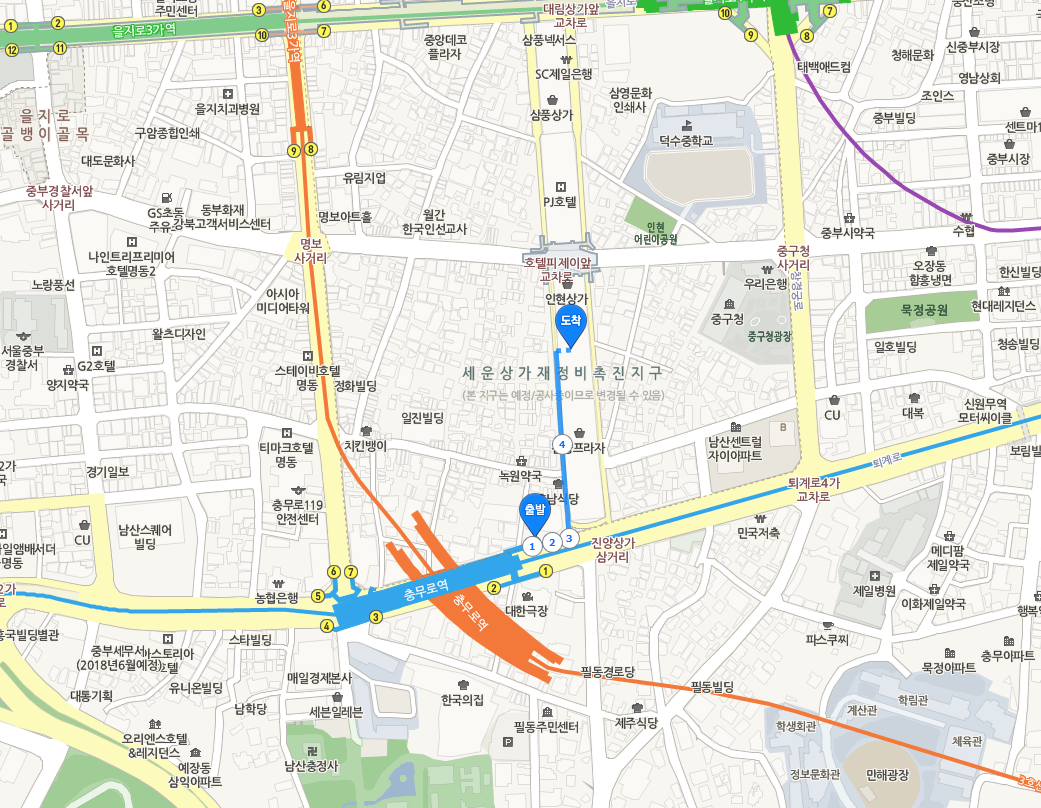 주민센터
3
6
1
2
을지로3가역
12
11
10
7
을지로3가역
대림상가앞
교차로
을지로
10
7
9
8
중앙데코
플라자
삼풍넥서스
SC제일은행
태백애드컴
청해문화
신중부시장
영남상회
조인스
을지치과병원
삼풍상가
삼영문화
인쇄사
덕수중학교
중부빌딩
센트마
을지로
골뱅이골목
구암종합인쇄
9
8
대도문화사
중부시장
중부경찰서앞
사거리
유림지업
PJ호텔
GS초동
주유
동부화재
강북고객서비스센터
명보아트홀
월간
한국인선교사
인현
어린이공원
중부시약국
수협
나인트리프리미어
호텔명동2
명보
사거리
호텔피제이앞
교차로
중구청
사거리
오장동
함흥냉면
한신빌딩
노랑풍선
아시아
미디어타워
인현상가
우리은행
창경궁로
묵정공원
현대레지던스
도착
중구청
중구청광장
왈츠디자인
서울중부
경찰서
G2호텔
양지약국
스테이비호텔
명동
정화빌딩
세운상가재정비촉진지구
(본 지구는 예정/공사중이므로 변경될 수 있음)
일호빌딩
청송빌딩
일진빌딩
CU
대복
신원무역
모터싸이클
티마크호텔
명동
치킨뱅이
4
프라자
남산센트럴
자이아파트
B
보림빌
경기일보
녹원약국
퇴계로
충무로119
안전센터
남식당
퇴계로4가
교차로
남산스퀘어
빌딩
CU
출발
1
2
3
진양상가
삼거리
민국저축
메디팜
제일약국
6
7
5
농협은행
충무로역
충무로역
2
1
4
3
대한극장
제일병원
이화제일약국
스타빌딩
파스쿠찌
충무아파트
묵정아파트
흥국빌딩별관
중부세무서
(2018년6월예정)
아스토리아
호텔
대통기획
유니온빌딩
매일경제본사
한국의집
필동경로당
필동빌딩
학림관
계산관
학생회관
체육관
남학당
세븐일레븐
필동주민센터
제주식당
오리엔스호텔
&레지던스
예장동
삼익아파트
남산충정사
P
정보문화관
만해광장
3호선